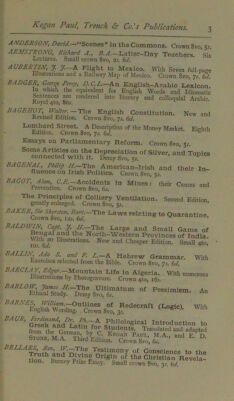 Kegan Paul, Trench & Co.'s Publications.
3
ANDERSON, David.—"Scenes" in the Commons. Crown 8vo, 5s.
ARMSTRONG, Richard A., B.A.—Latter-Day Teachers. Six
Lectures. Small crown 8vo, 2s. 6d.
AUBERTIN, J. J.—A Flight to Mexico. With Seven full-page
Illustrations and a Railway Map of Mexico. Crown 8vo, 7s. 6d.
BADGER, George Percy, D.C.L.—An English-Arabic Lexicon.
In which the equivalent for English Words and Idiomatic
Sentences are rendered into literary and colloquial Arabic.
Royal 4to, 80s.
BAGEHOT, Walter.—The English Constitution. New and
Revised Edition. Crown 8vo, 7s. 6d.
Lombard Street. A Description of the Money Market. Eighth
Edition. Crown 8vo, 7s. 6d.
Essays on Parliamentary Reform. Crown 8vo, 5s.
Some Articles on the Depreciation of Silver, and Topics
connected with it. Demy 8vo, 5s.
BAGENAL, Philip H.—The American-Irish and their In-
fluence on Irish Politics. Crown 8vo, 5s.
BAGOT, Alan, C.E.—Accidents in Mines: their Causes and
Prevention. Crown 8vo, 6s.
The Principles of Colliery Ventilation. Second Edition,
greatly enlarged. Crown 8vo, 5s.
BAKER, Sir Sherston, Bart.—The Laws relating to Quarantine.
Crown 8vo, 12s. 6d.
BALDWIN, Capt. J. H.—The Large and Small Game of
Bengal and the North-Western Provinces of India.
With 20 Illustrations. New and Cheaper Edition. Small 4to,
10s. 6d.
BALLIN, Ada S. and F. L.—A Hebrew Grammar. With
Exercises selected from the Bible. Crown 8vo, 7s. 6d.
BARCLAY, Edgar.—Mountain Life in Algeria. With numerous
Illustrations by Photogravure. Crown 4to, 16s.
BARLOW, James H.—The Ultimatum of Pessimism. An
Ethical Study. Demy 8vo, 6s.
BARNES, William.—Outlines of Redecraft (Logic). With
English Wording. Crown 8vo, 3s.
BAUR, Ferdinand, Dr. Ph.—A Philological Introduction to
Greek and Latin for Students. Translated and adapted
from the German, by C. KEGAN PAUL, M.A., and E. D.
STONE, M.A. Third Edition. Crown 8vo, 6s.
BELLARS, Rev. W.—The Testimony of Conscience to the
Truth and Divine Origin of the Christian Revela-
tion. Burney Prize Essay. Small crown 8vo, 3s. 6d.